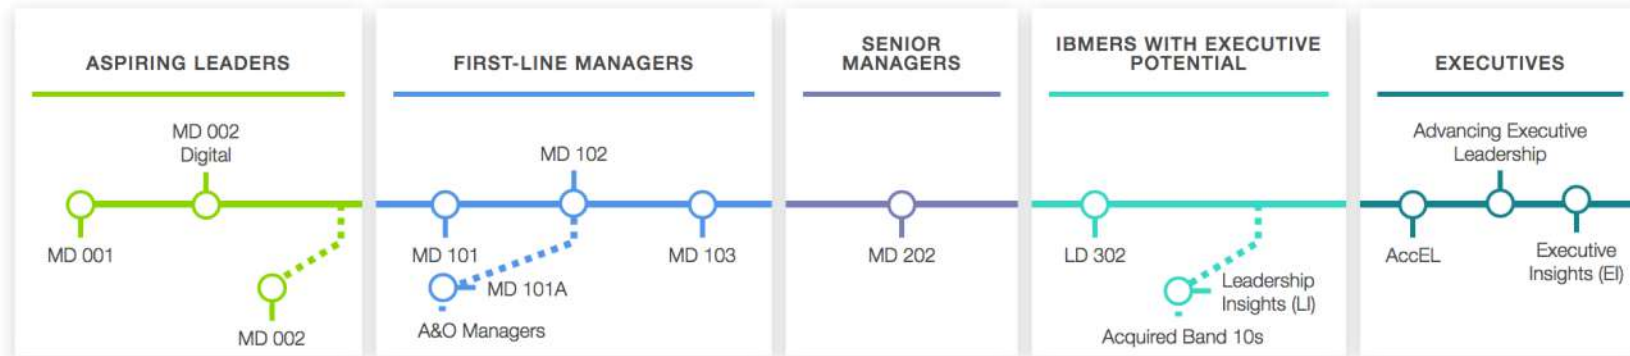 ASPIRING LEADERS
MD 002
Digital
MD 001
MD 002
FIRST-LINE MANAGERS
MD 102
MD 101
MD 103
MD 101A
A&O Managers
SENIOR
MANAGERS
MD 202
IBMERS WITH EXECUTIVE
POTENTIAL
LD 302
Leadership
Insights (LI)
Acquired Band 10s
EXECUTIVES
Advancing Executive
Leadership
AccEL
Executive
Insights (EI)